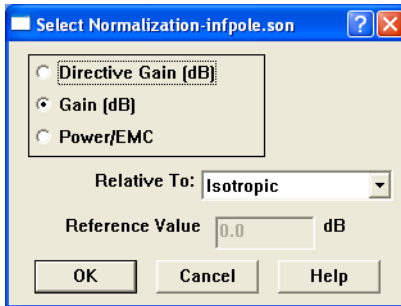 Select Normalization-infpole.son
Directive Gain (dB)
Gain (dB)
Power/EMC
Relative To: Isotropic
Reference Value 0.0 dB
OK Cancel Help